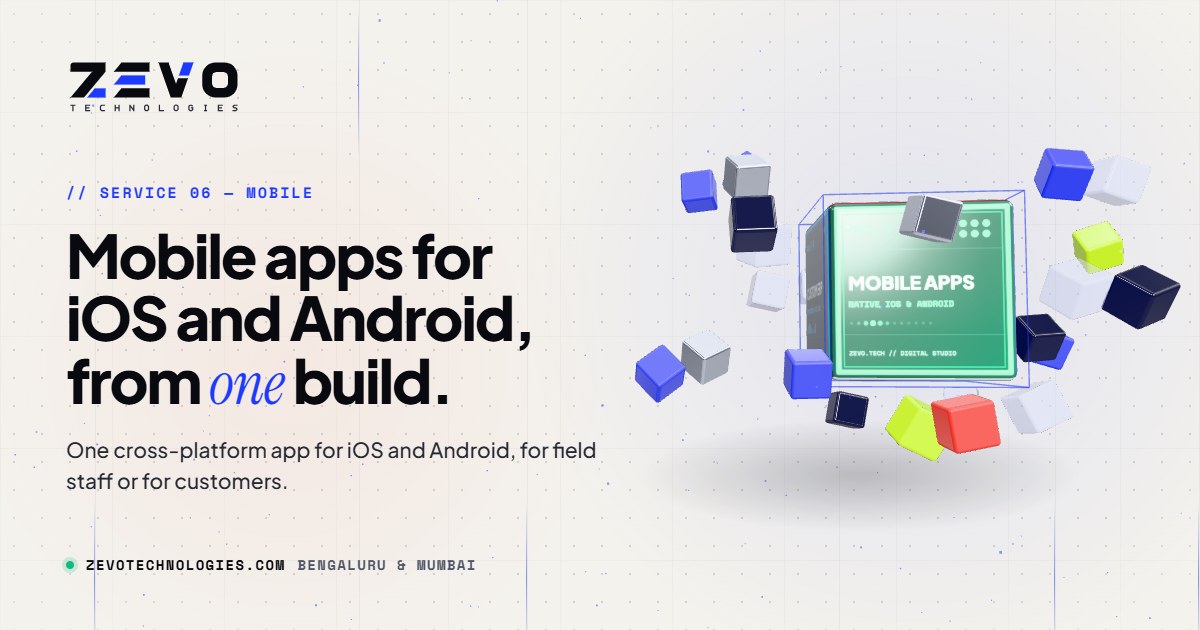 ZEVO
TECHNOLOGIES
// SERVICE 06 — MOBILE
Mobile apps for
iOS and Android,
from one build.
One cross-platform app for iOS and Android, for field
staff or for customers.
ZEVOTECHNOLOGIES.COM BENGALURU & MUMBAI
MOBILE APPS
NATIVE IOS & ANDROID
ZEVO.TECH // DIGITAL STUDIO